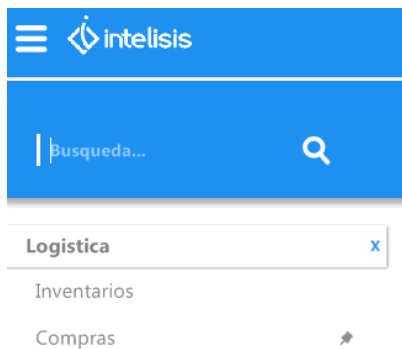 intelisis
Busqueda...
Logistica x
Inventarios
Compras